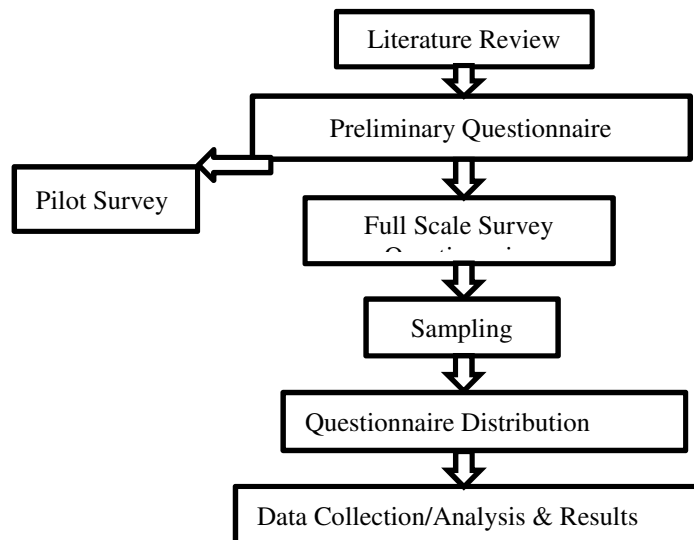 Literature Review
Preliminary Questionnaire
Pilot Survey
Full Scale Survey
Sampling
Questionnaire Distribution
Data Collection/Analysis & Results